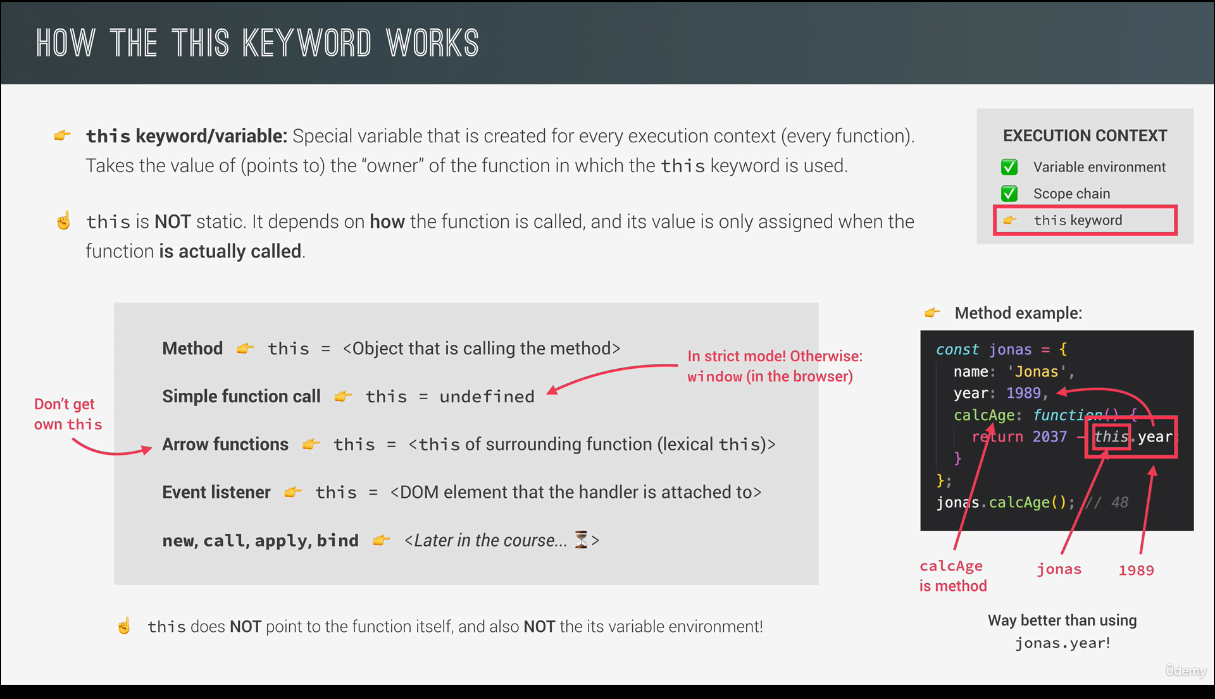 HOW THE THIS KEYWORD WORKS
👉 this keyword/variable: Special variable that is created for every execution context (every function).
Takes the value of (points to) the “owner” of the function in which the this keyword is used.
☝️ this is NOT static. It depends on how the function is called, and its value is only assigned when the
function is actually called.
EXECUTION CONTEXT
✅ Variable environment
✅ Scope chain
👉 this keyword
Method 👉 this = <Object that is calling the method>
Simple function call 👉 this = undefined
In strict mode! Otherwise:
window (in the browser)
Don’t get
own this
Arrow functions 👉 this = <this of surrounding function (lexical this)>
Event listener 👉 this = <DOM element that the handler is attached to>
new, call, apply, bind 👉 <Later in the course... ⏳>
☝️ this does NOT point to the function itself, and also NOT the its variable environment!
👉 Method example:
const jonas = {
name: 'Jonas',
year: 1989,
calcAge: function() {
return 2037 - this.year;
}
};
jonas.calcAge(); // 48
calcAge
is method
jonas
1989
Way better than using
jonas.year!
ûdemy